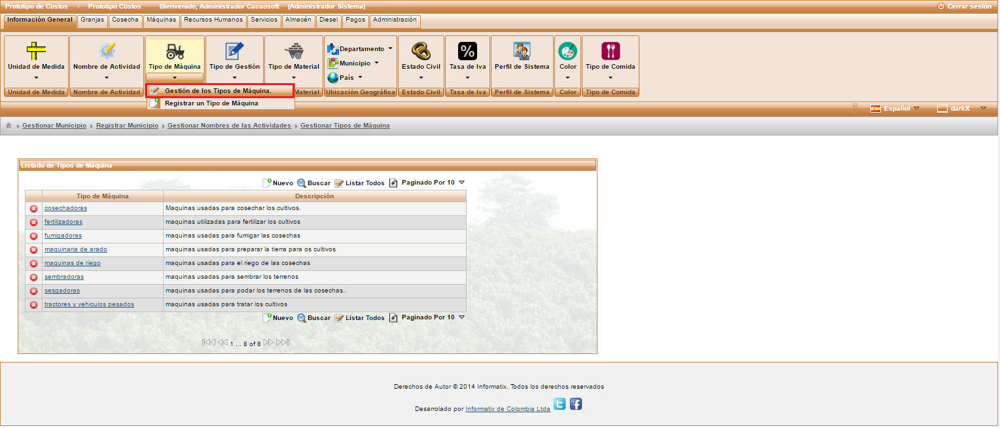 Prototipo de Costos - Prototipo Costos Bienvenido, Administrador Cacaosoft (Administrador Sistema) Cerrar sesión
Información General Granjas Cosecha Máquinas Recursos Humanos Servicios Almacén Diesel Pagos Administración
Unidad de Medida Nombre de Actividad Tipo de Máquina Tipo de Gestión Tipo de Material Departamento Municipio País Estado Civil Tasa de Iva Perfil de Sistema Color Tipo de Comida
Unidad de Medida Nombre de Actividad Material Ubicación Geográfica Estado Civil Tasa de Iva Perfil de Sistema Color Tipo de Comida
Gestión de los Tipos de Máquina.
Registrar un Tipo de Máquina
Español darkX
Gestionar Municipio Registrar Municipio Gestionar Nombres de las Actividades Gestionar Tipos de Máquina
Listado de Tipos de Máquina
Nuevo Buscar Listar Todos # Paginado Por 10
Tipo de Máquina Descripción
cosechadoras Maquinas usadas para cosechar los cultivos.
fertilizadoras maquinas utilizadas para fertilizar los cultivos
fumigadoras maquinas usadas para fumigar las cosechas
maquinaria de arado maquinas usadas para preparar la tierra para os cultivos
maquinas de riego maquinas usadas para el riego de las cosechas
sembradoras maquinas usadas para sembrar los terrenos
sesgadoras maquinas usadas para podar los terrenos de las cosechas..
tractores y vehiculos pesados maquinas usadas para tratar los cultivos
Nuevo Buscar Listar Todos # Paginado Por 10
1 ... 8 of 8
Derechos de Autor © 2014 Informatix. Todos los derechos reservados
Desarrolado por Informatix de Colombia Ltda